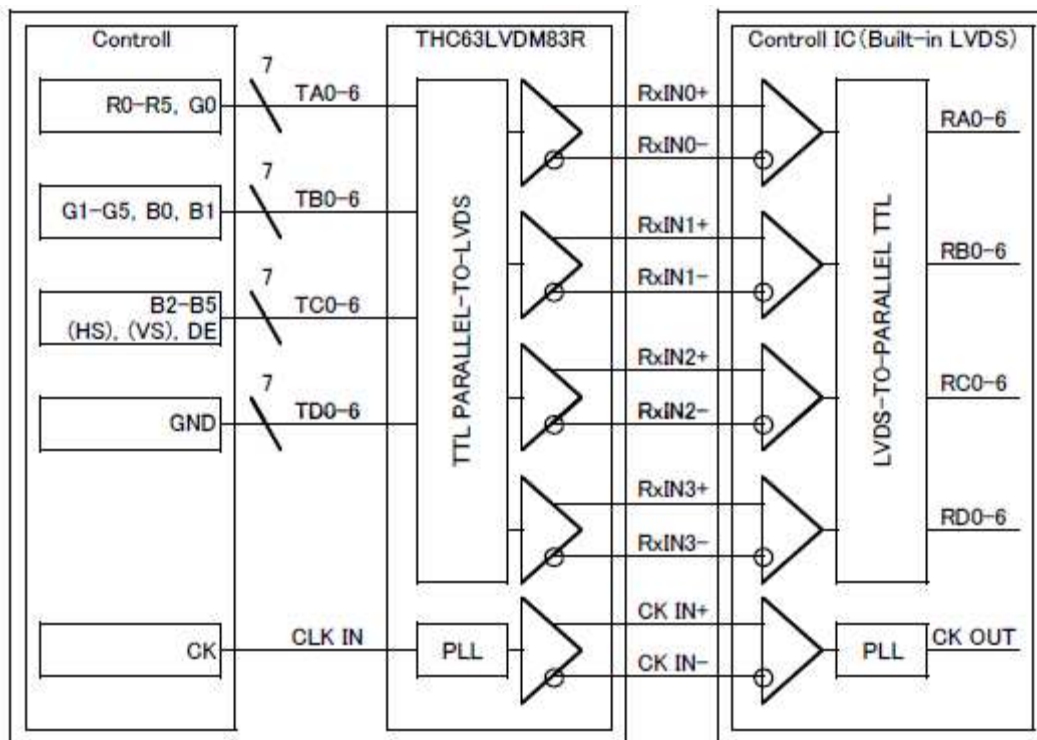 Controll
THC63LVDM83R
Controll IC(Built-in LVDS)
7
R0-R5, G0
TA0-6
RxIN0+
RxIN0-
RA0-6
7
G1-G5, B0, B1
TB0-6
RxIN1+
RxIN1-
RB0-6
7
B2-B5
(HS), (VS), DE
TC0-6
RxIN2+
RxIN2-
RC0-6
7
GND
TD0-6
RxIN3+
RxIN3-
RD0-6
TTL PARALLEL-TO-LVDS
LVDS-TO-PARALLEL TTL
CK
CLK IN
PLL
CK IN+
CK IN-
PLL
CK OUT